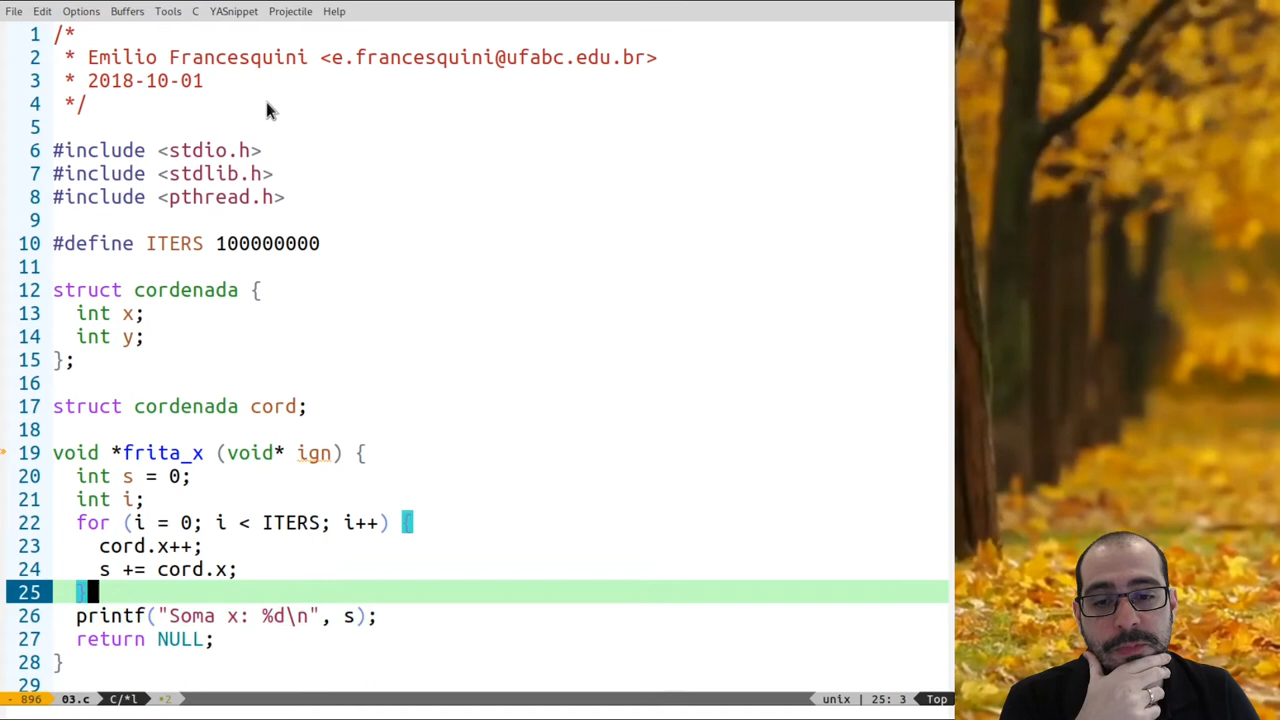 File Edit Options Buffers Tools C YASnippet Projectile Help
1 /*
2 * Emilio Francesquini <e.francesquini@ufabc.edu.br>
3 * 2018-10-01
4 */
5
6 #include <stdio.h>
7 #include <stdlib.h>
8 #include <pthread.h>
9
10 #define ITERS 100000000
11
12 struct cordenada {
13 int x;
14 int y;
15 };
16
17 struct cordenada cord;
18
19 void *frita_x (void* ign) {
20 int s = 0;
21 int i;
22 for (i = 0; i < ITERS; i++) {
23 cord.x++;
24 s += cord.x;
25 }
26 printf("Soma x: %d\n", s);
27 return NULL;
28 }
29
- 896 03.c C/*l •2 unix | 25: 3 Top